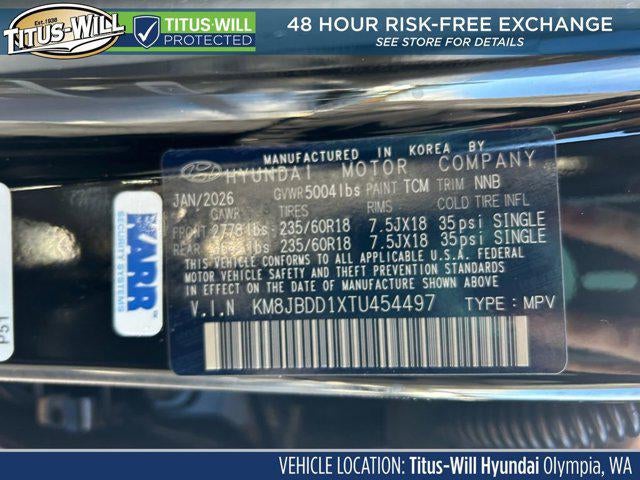 Est. 1938
TITUS-WILL
TITUS-WILL
PROTECTED
48 HOUR RISK-FREE EXCHANGE
SEE STORE FOR DETAILS
MANUFACTURED IN KOREA BY
HYUNDAI MOTOR COMPANY
JAN/2026 GVWR 5004lbs PAINT TCM TRIM NNB
GAWR TIRES RIMS COLD TIRE INFL
FRONT 2778lbs 235/60R18 7.5JX18 35psi SINGLE
REAR lbs 235/60R18 7.5JX18 35psi SINGLE
THIS VEHICLE CONFORMS TO ALL APPLICABLE U.S.A. FEDERAL
MOTOR VEHICLE SAFETY AND THEFT PREVENTION STANDARDS
IN EFFECT ON THE DATE OF MANUFACTURE SHOWN ABOVE.
V.I.N KM8JBDD1XTU454497 TYPE: MPV
KARR
SECURITY SYSTEMS
P51
VEHICLE LOCATION: Titus-Will Hyundai Olympia, WA